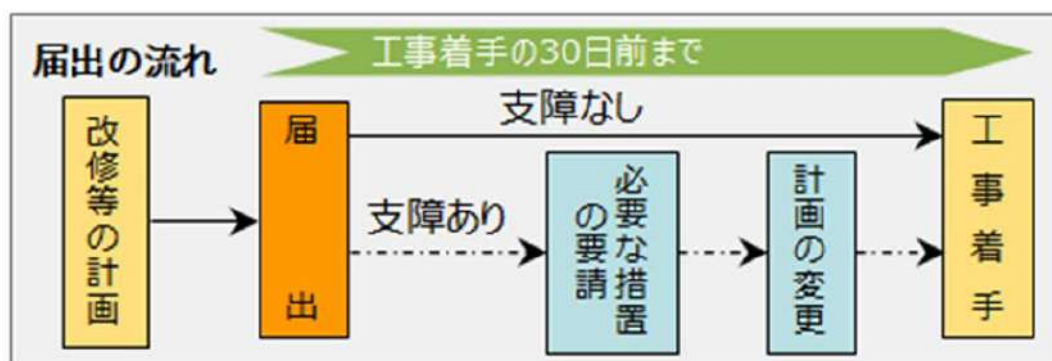 届出の流れ
工事着手の30日前まで
改修等の計画
届出
支障なし
支障あり
必要な措置
の要請
計画の変更
工事着手